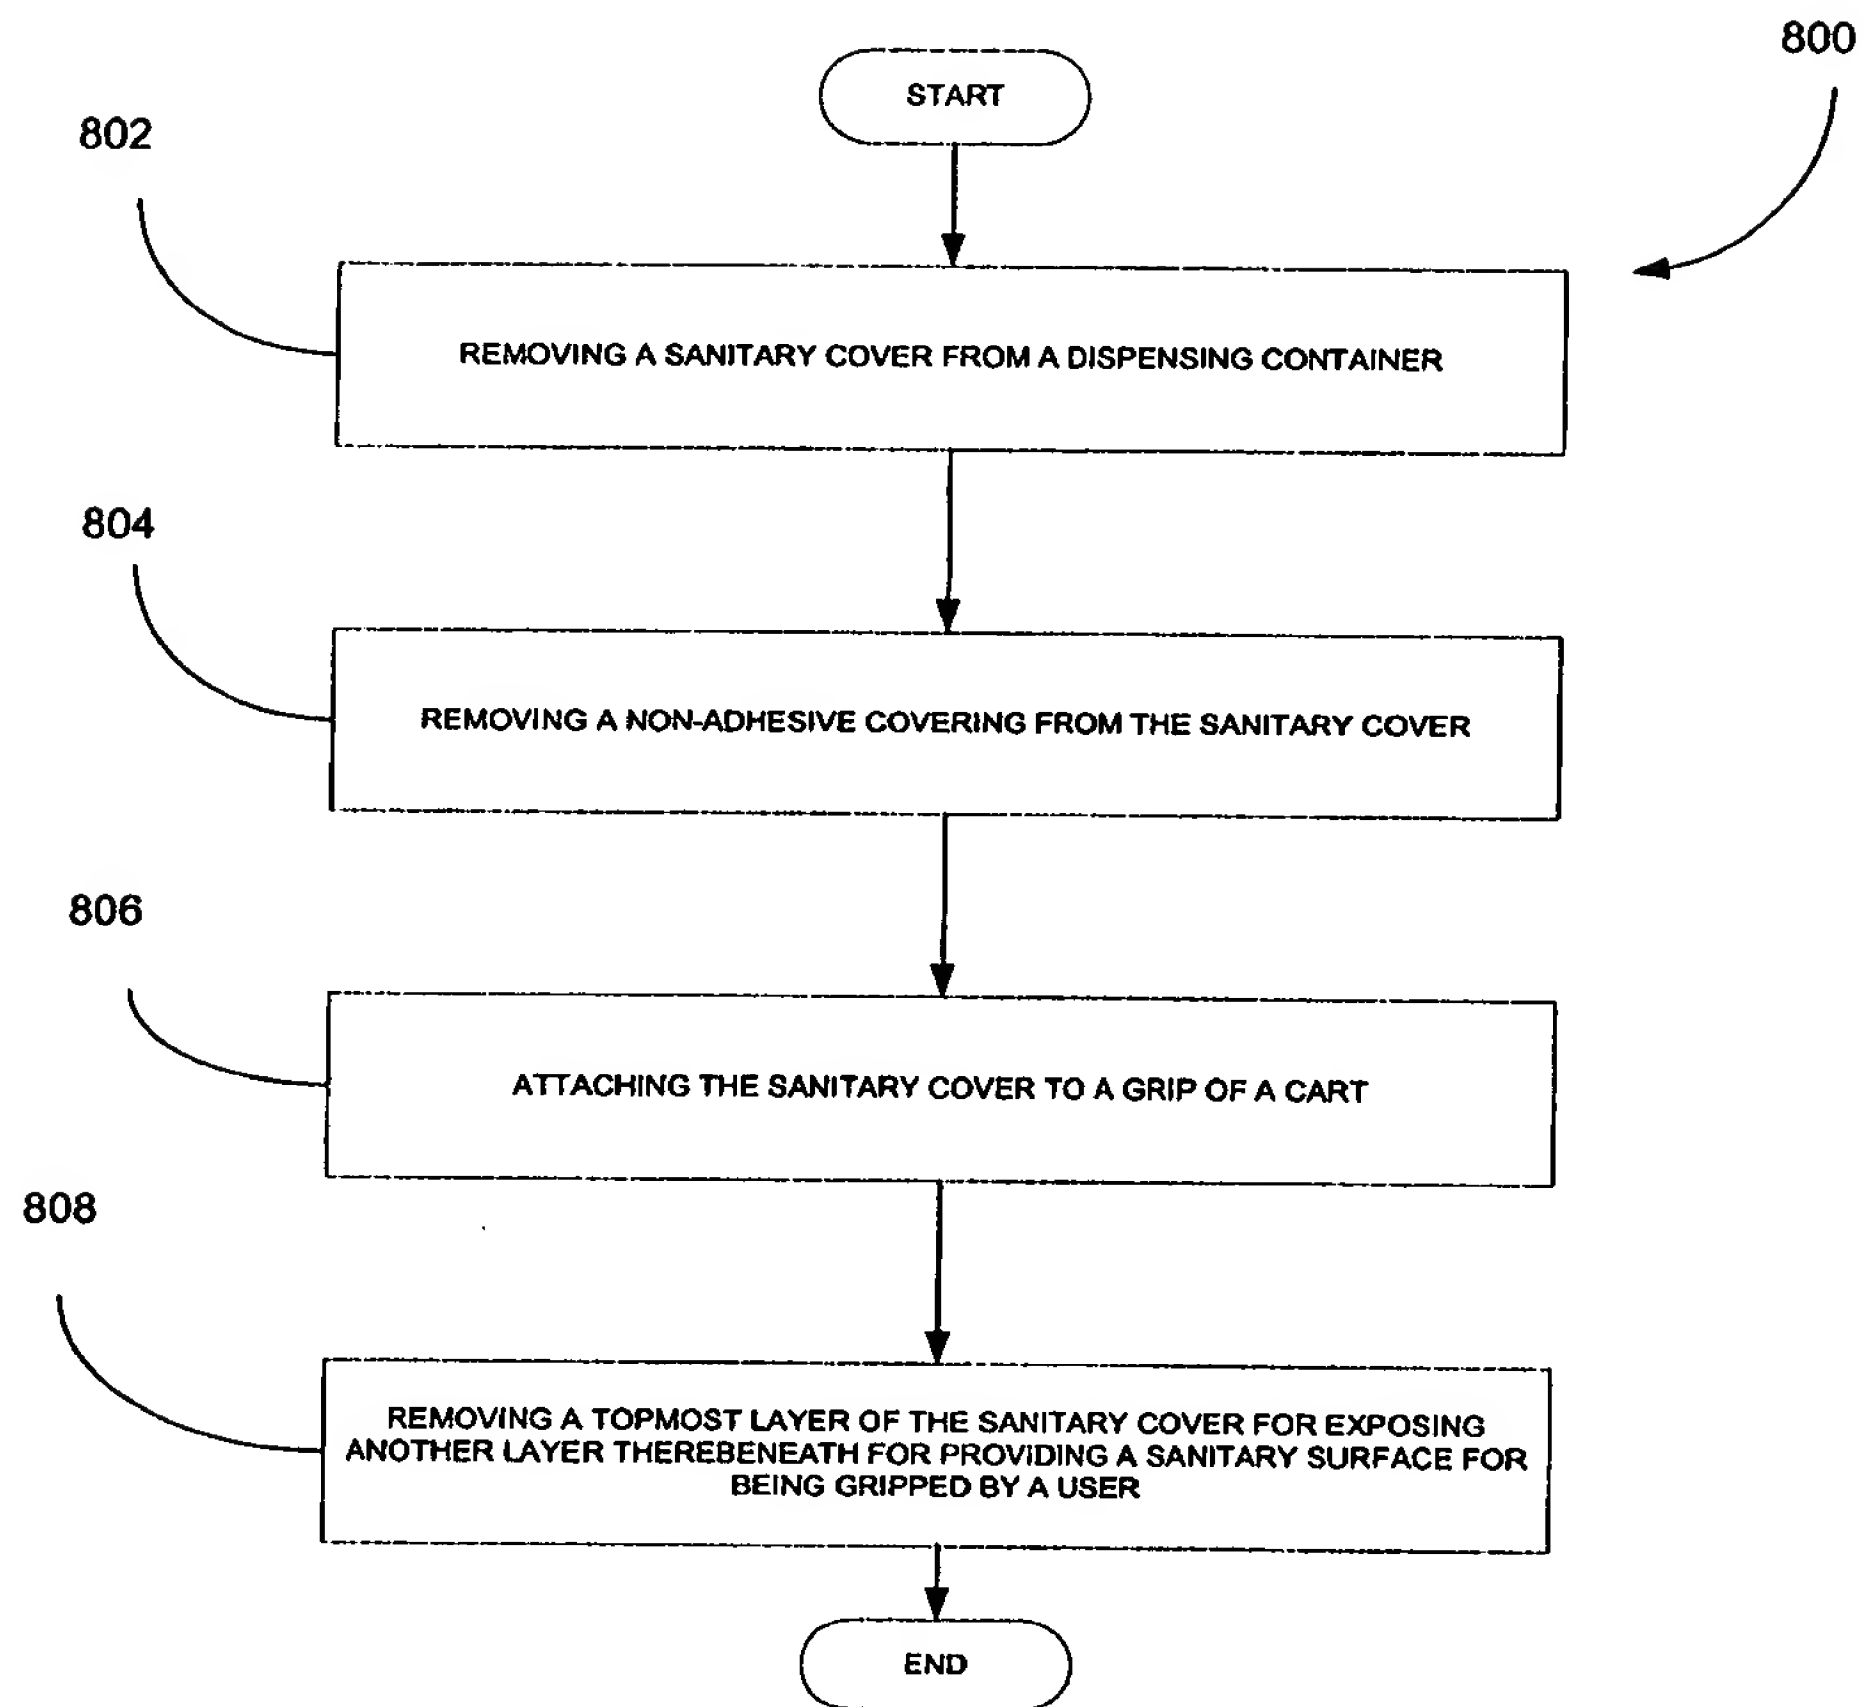 800
START
802
REMOVING A SANITARY COVER FROM A DISPENSING CONTAINER
804
REMOVING A NON-ADHESIVE COVERING FROM THE SANITARY COVER
806
ATTACHING THE SANITARY COVER TO A GRIP OF A CART
808
REMOVING A TOPMOST LAYER OF THE SANITARY COVER FOR EXPOSING
ANOTHER LAYER THEREBENEATH FOR PROVIDING A SANITARY SURFACE FOR
BEING GRIPPED BY A USER
END